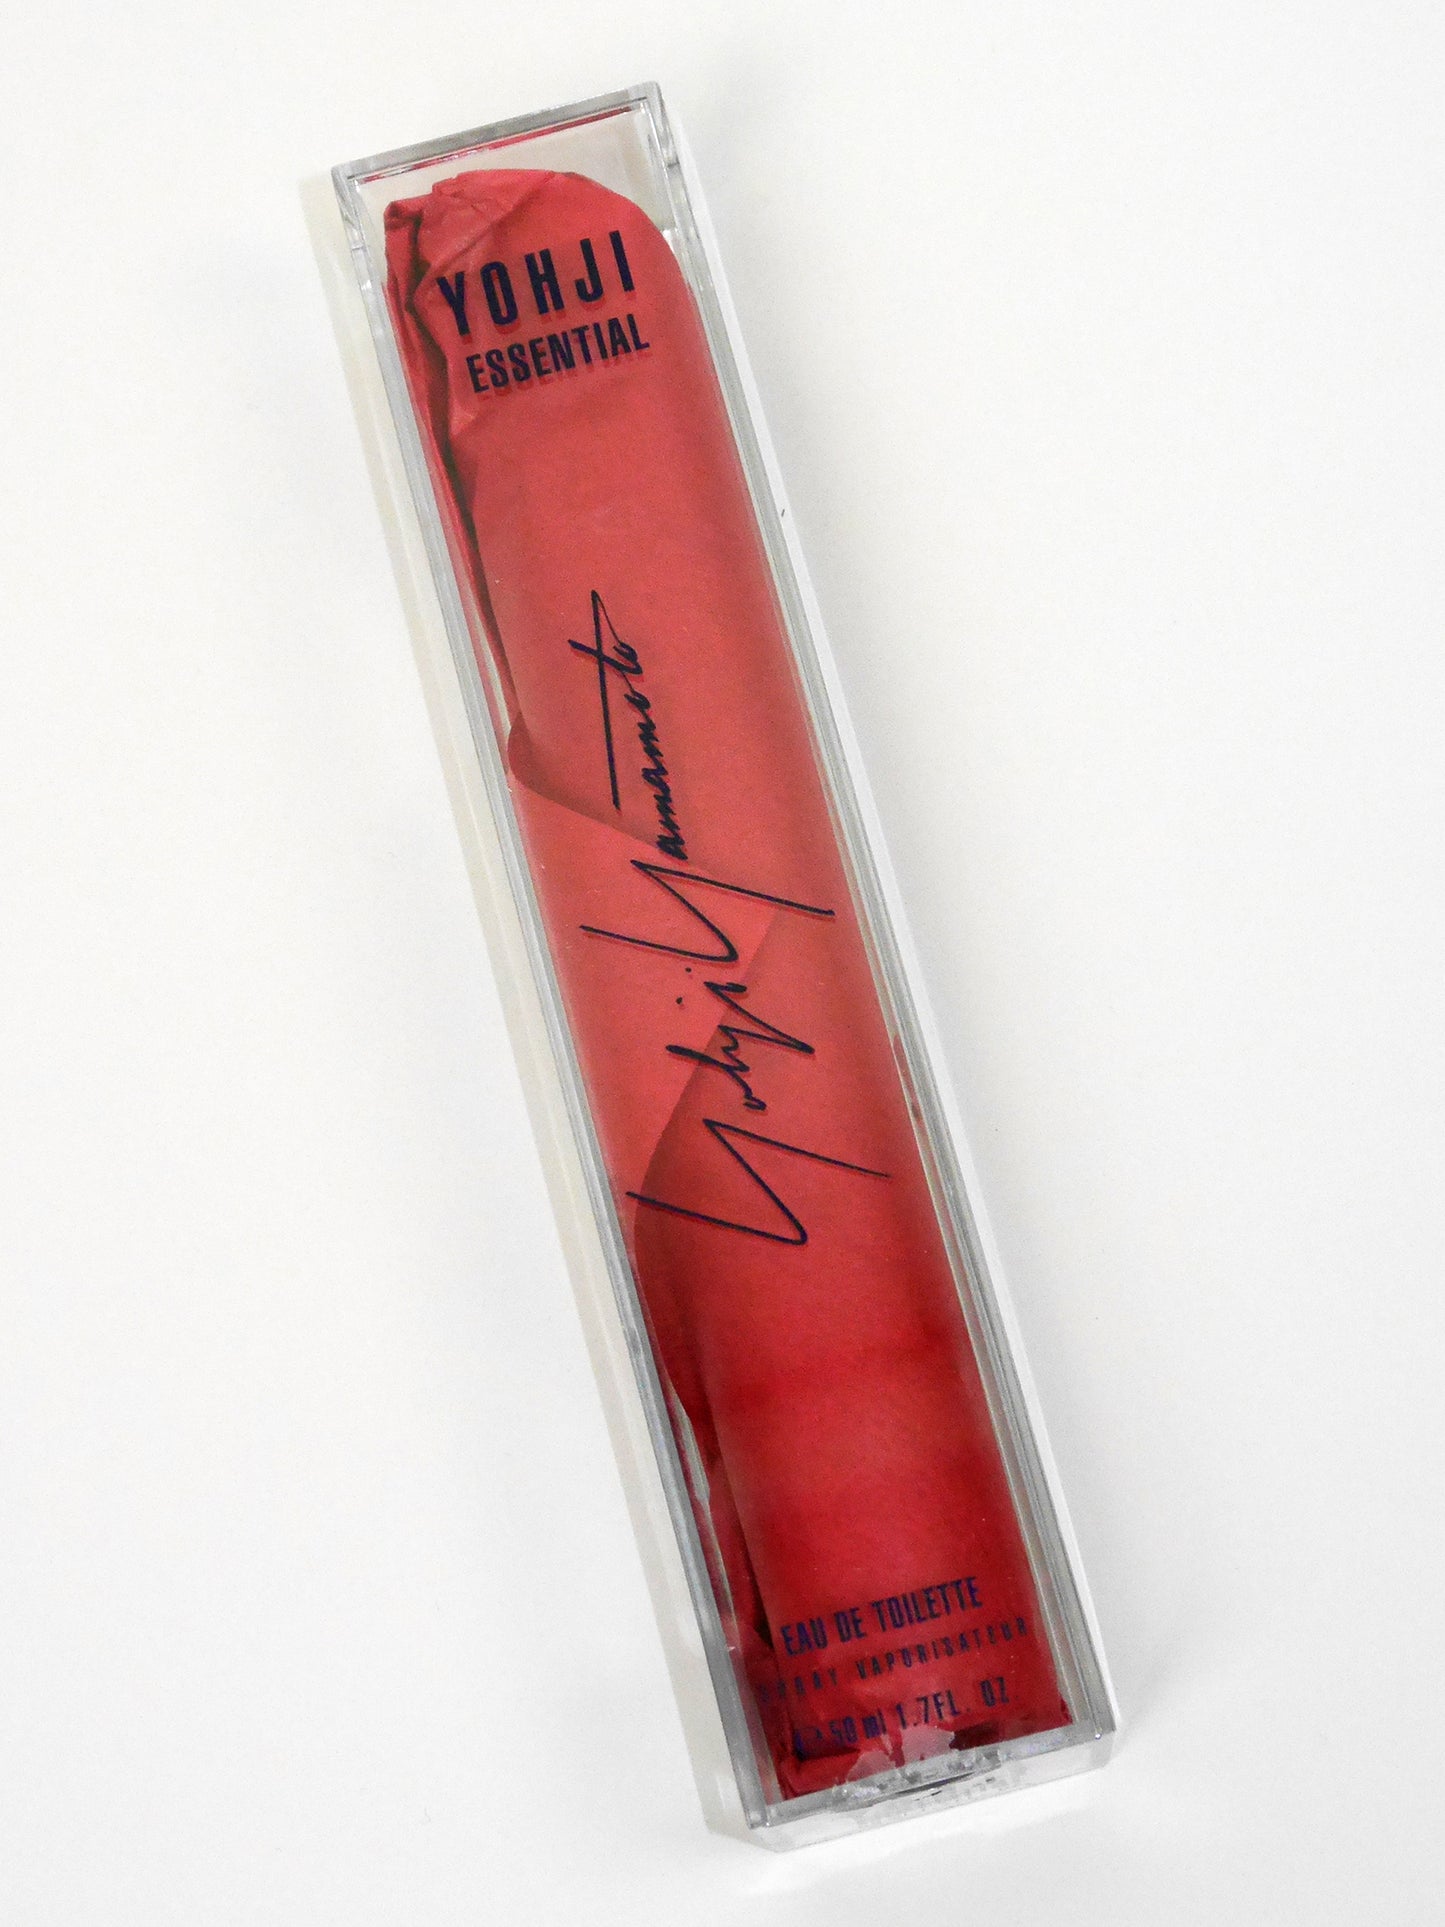 YOHJI
ESSENTIAL
Yohji Yamamoto
EAU DE TOILETTE
SPRAY VAPORISATEUR
50 ml 1.7FL. OZ